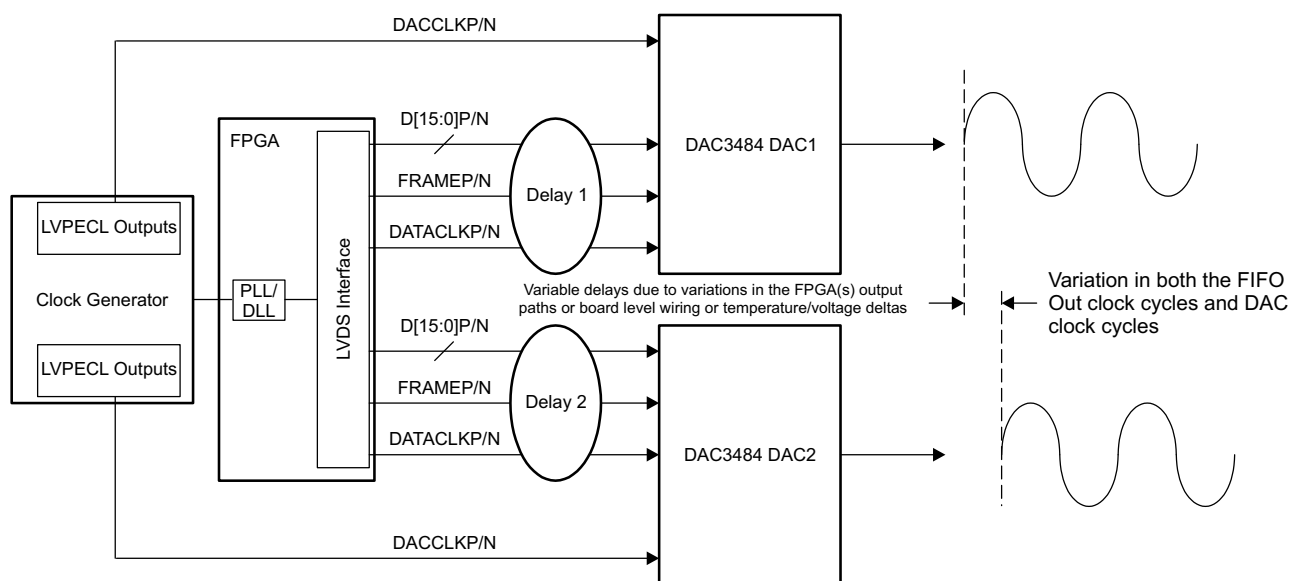 DACCLKP/N
D[15:0]P/N
FPGA
DAC3484 DAC1
FRAMEP/N
Delay 1
LVPECL Outputs
DATACLKP/N
LVDS Interface
Clock Generator
PLL/
DLL
Variable delays due to variations in the FPGA(s) output
paths or board level wiring or temperature/voltage deltas
Variation in both the FIFO
Out clock cycles and DAC
clock cycles
D[15:0]P/N
LVPECL Outputs
FRAMEP/N
Delay 2
DATACLKP/N
DAC3484 DAC2
DACCLKP/N